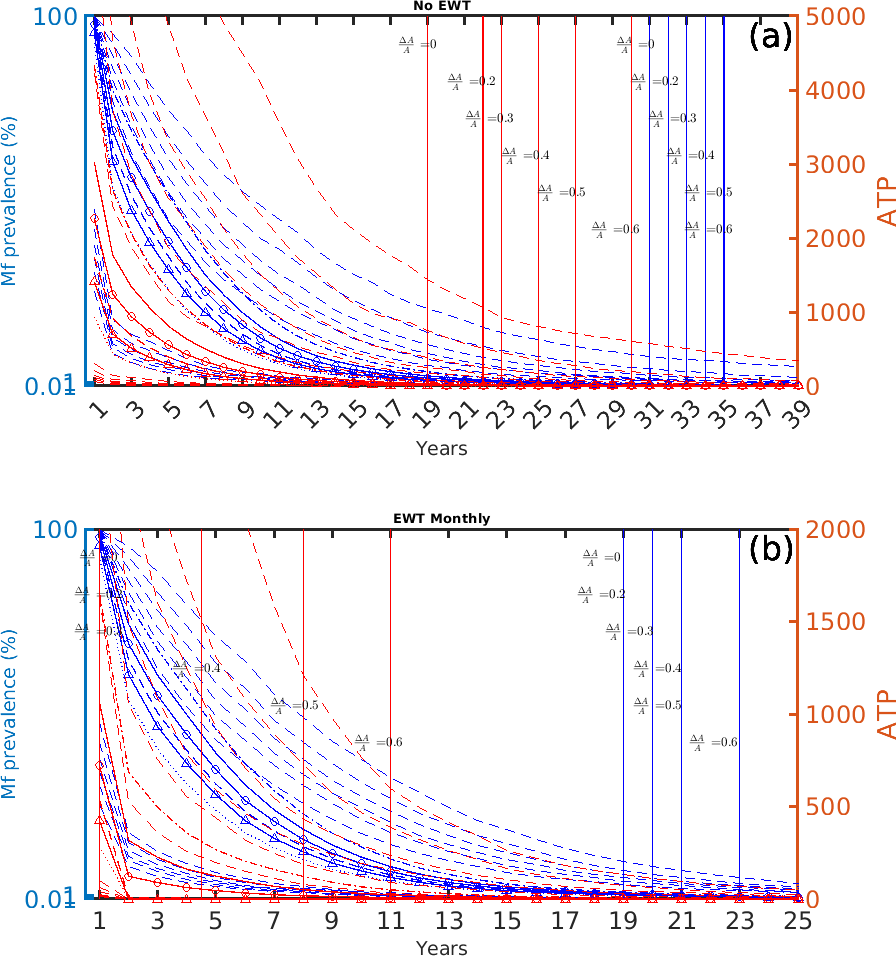 No EWT
(a)
100
5000
ΔA/A =0
ΔA/A =0
4000
ΔA/A =0.2
ΔA/A =0.2
ΔA/A =0.3
ΔA/A =0.3
3000
ΔA/A =0.4
ΔA/A =0.4
ΔA/A =0.5
ΔA/A =0.5
2000
ΔA/A =0.6
ΔA/A =0.6
1000
0.01
0
Mf prevalence (%)
ATP
1 3 5 7 9 11 13 15 17 19 21 23 25 27 29 31 33 35 37 39
Years
EWT Monthly
(b)
100
2000
ΔA/A
ΔA/A =0
ΔA/A
ΔA/A =0.2
1500
ΔA/A
ΔA/A =0.3
ΔA/A =0.4
ΔA/A =0.4
ΔA/A =0.5
ΔA/A =0.5
1000
ΔA/A =0.6
ΔA/A =0.6
500
0.01
0
Mf prevalence (%)
ATP
1 3 5 7 9 11 13 15 17 19 21 23 25
Years